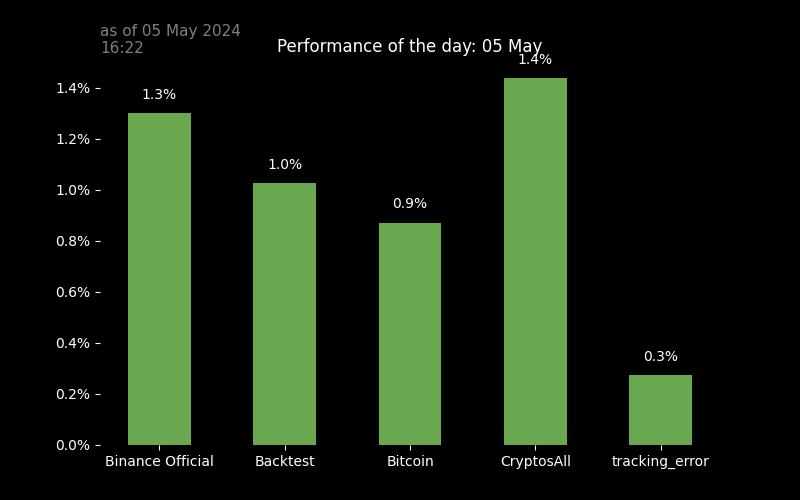 as of 05 May 2024
16:22
Performance of the day: 05 May
1.4%
1.4%
1.3%
1.2%
1.0%
1.0%
0.9%
0.8%
0.6%
0.4%
0.3%
0.2%
0.0%
Binance Official
Backtest
Bitcoin
CryptosAll
tracking_error